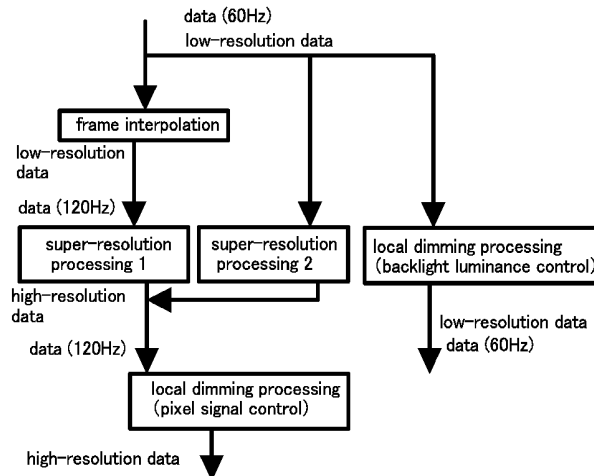 data (60Hz)
low-resolution data
frame interpolation
low-resolution
data
data (120Hz)
super-resolution
processing 1
super-resolution
processing 2
local dimming processing
(backlight luminance control)
high-resolution
data
low-resolution data
data (60Hz)
data (120Hz)
local dimming processing
(pixel signal control)
high-resolution data